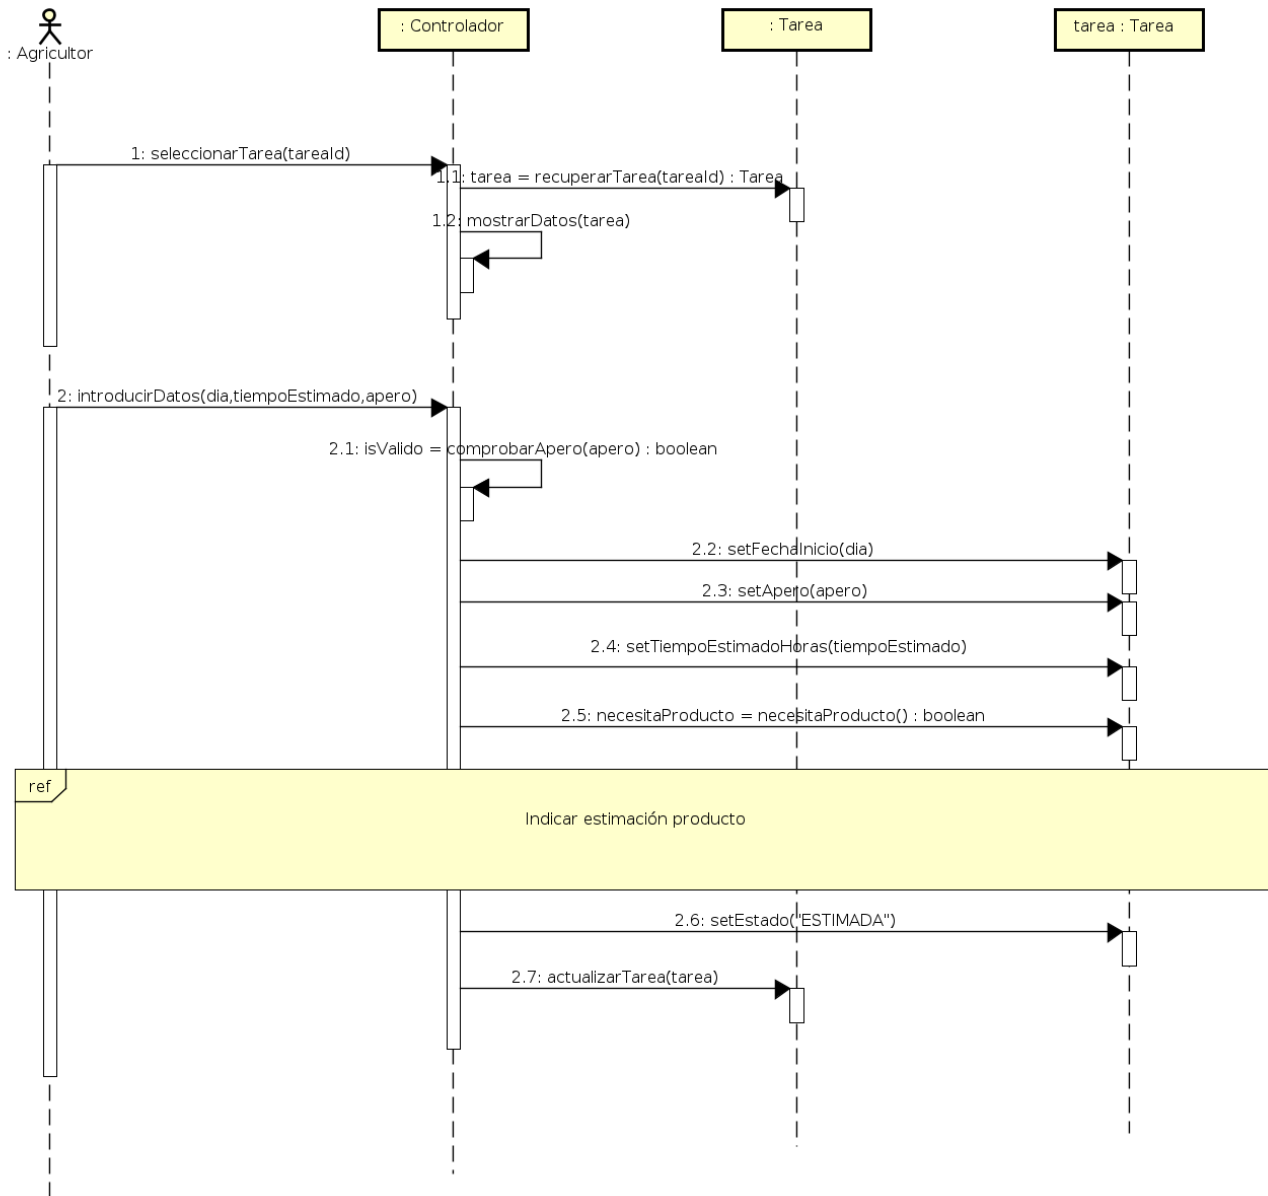 : Agricultor
: Controlador
: Tarea
tarea : Tarea
1: seleccionarTarea(tareaId)
1.1: tarea = recuperarTarea(tareaId) : Tarea
1.2: mostrarDatos(tarea)
2: introducirDatos(dia,tiempoEstimado,apero)
2.1: isValido = comprobarApero(apero) : boolean
2.2: setFechaInicio(dia)
2.3: setApero(apero)
2.4: setTiempoEstimadoHoras(tiempoEstimado)
2.5: necesitaProducto = necesitaProducto() : boolean
ref
Indicar estimación producto
2.6: setEstado("ESTIMADA")
2.7: actualizarTarea(tarea)